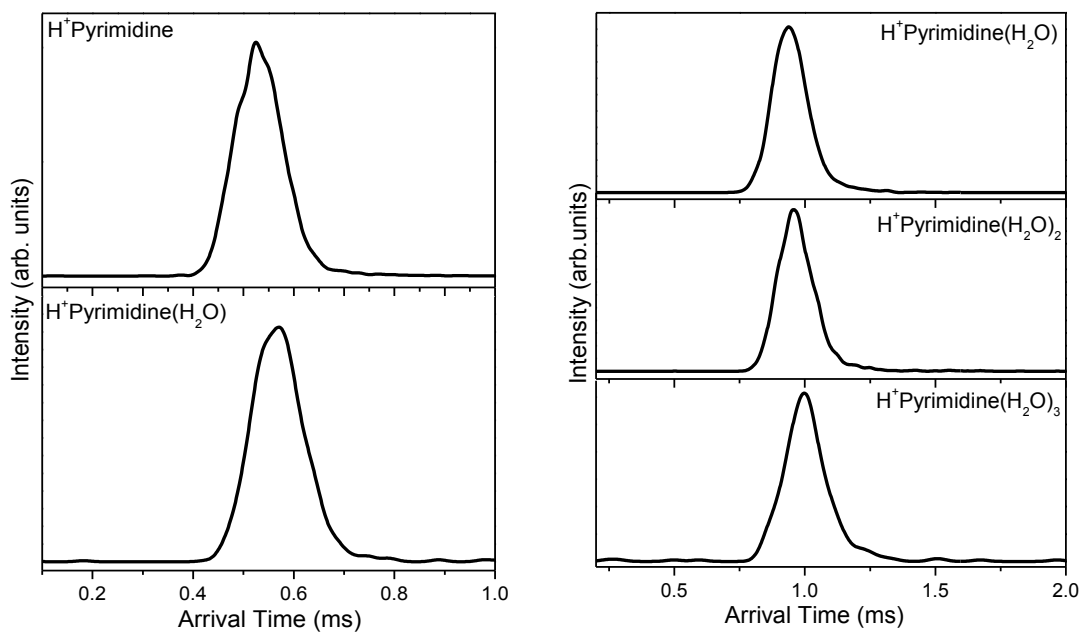 H⁺Pyrimidine
H⁺Pyrimidine(H₂O)
Intensity (arb. units)
0.2 0.4 0.6 0.8 1.0
Arrival Time (ms)
H⁺Pyrimidine(H₂O)
H⁺Pyrimidine(H₂O)₂
H⁺Pyrimidine(H₂O)₃
Intensity (arb.units)
0.5 1.0 1.5 2.0
Arrival Time (ms)